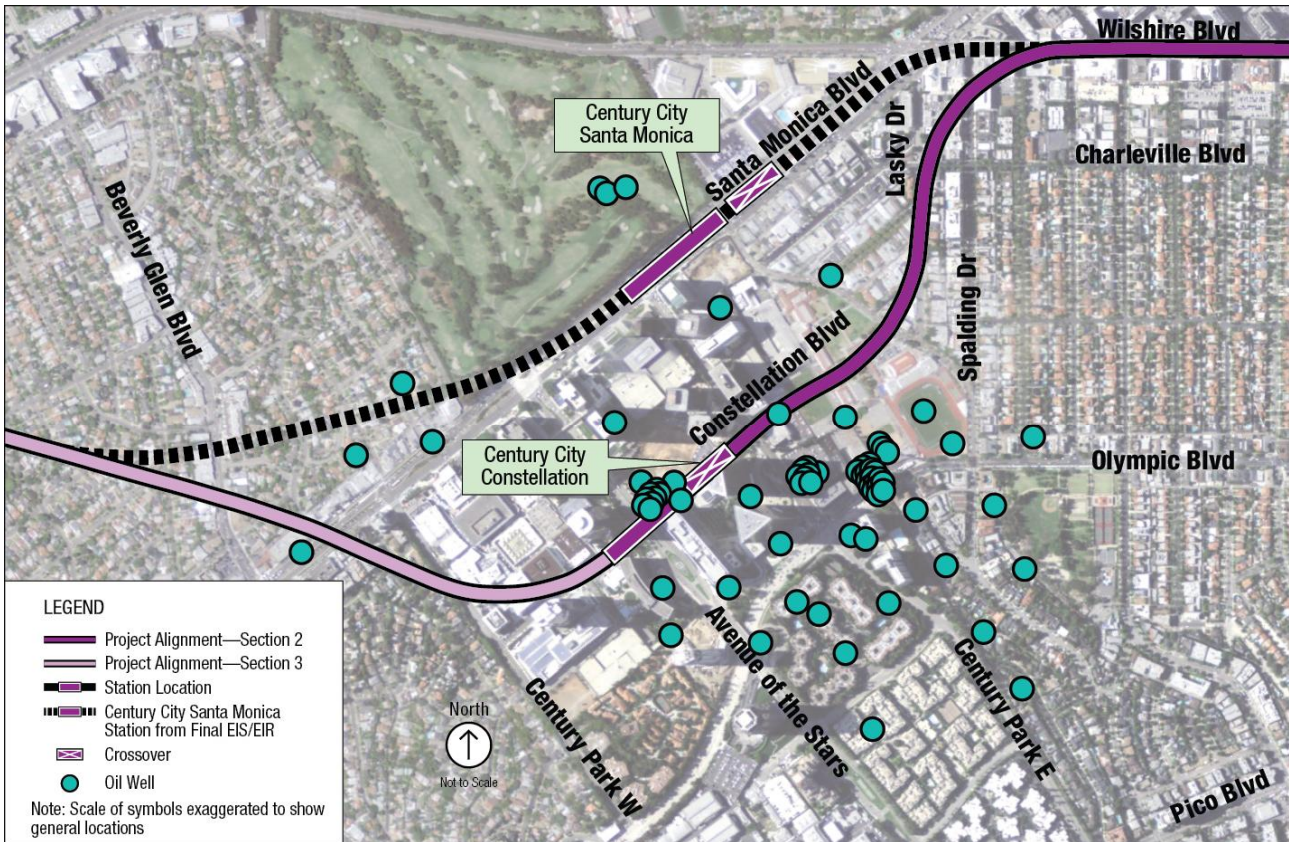 Wilshire Blvd
Santa Monica Blvd
Century City
Santa Monica
Lasky Dr
Charleville Blvd
Beverly Glen Blvd
Spalding Dr
Constellation Blvd
Century City
Constellation
Olympic Blvd
LEGEND
Project Alignment—Section 2
Project Alignment—Section 3
Station Location
Century City Santa Monica
Station from Final EIS/EIR
Crossover
Oil Well
Note: Scale of symbols exaggerated to show
general locations
North
Not to Scale
Century Park W
Avenue of the Stars
Century Park E
Pico Blvd